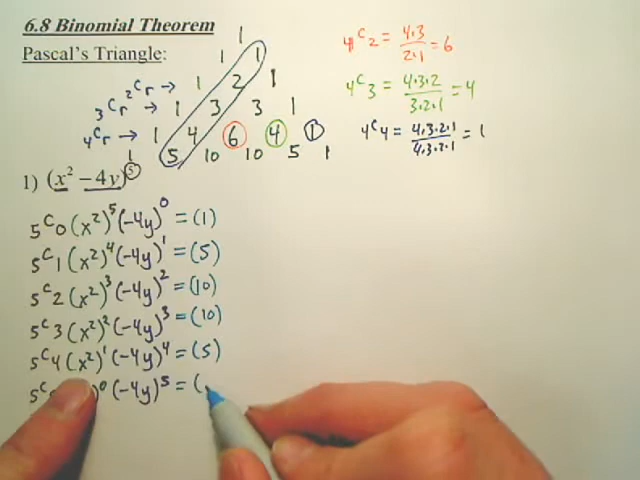 6.8 Binomial Theorem
Pascal's Triangle:
1
1 1
₂Cᵣ → 1 2 1
₃Cᵣ → 1 3 3 1
₄Cᵣ → 1 4 6 4 1
1 5 10 10 5 1
₄C₂ = 4·3/2·1 = 6
₄C₃ = 4·3·2/3·2·1 = 4
₄C₄ = 4·3·2·1/4·3·2·1 = 1
1) (x² − 4y)⁵
₅C₀(x²)⁵(-4y)⁰ = (1)
₅C₁(x²)⁴(-4y)¹ = (5)
₅C₂(x²)³(-4y)² = (10)
₅C₃(x²)²(-4y)³ = (10)
₅C₄(x²)¹(-4y)⁴ = (5)
₅C )⁰(-4y)⁵ = (